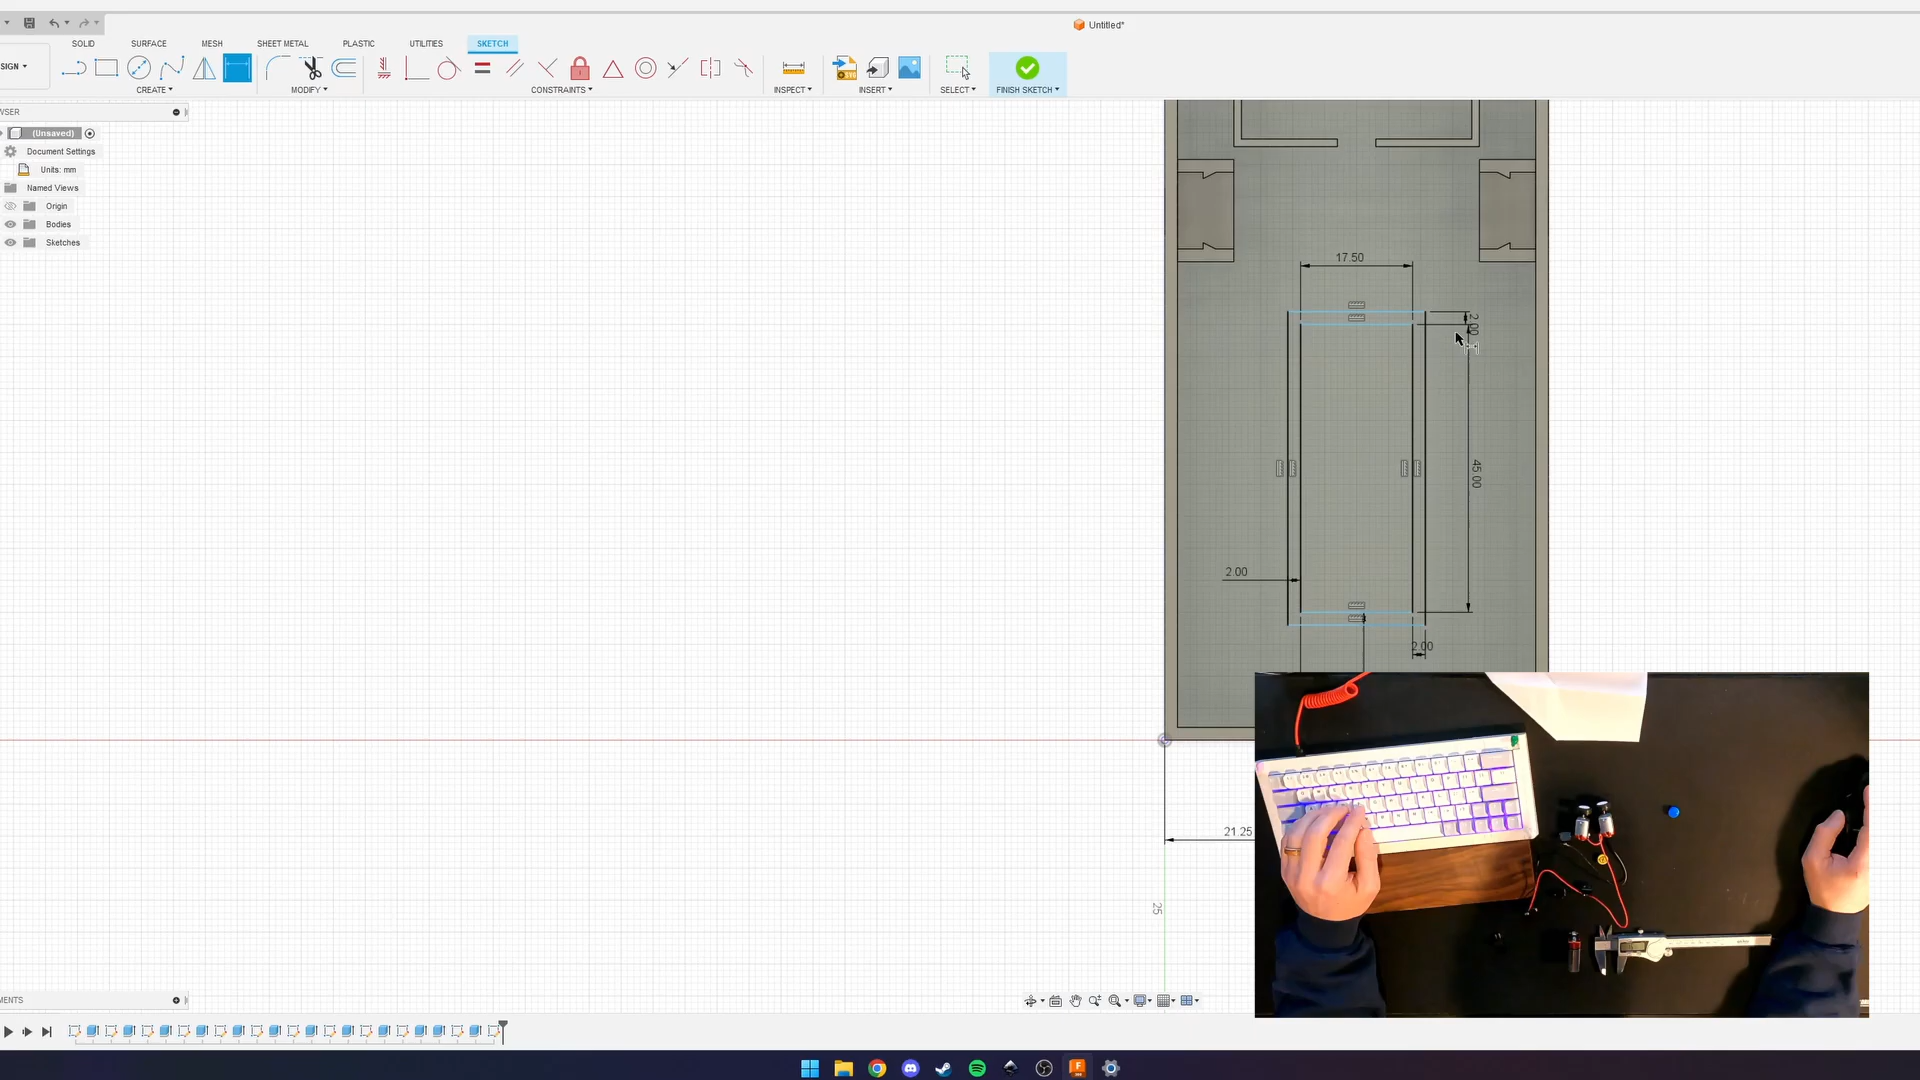 Untitled*
SOLID
SURFACE
MESH
SHEET METAL
PLASTIC
UTILITIES
SKETCH
SIGN
CREATE
MODIFY
CONSTRAINTS
INSPECT
INSERT
SELECT
FINISH SKETCH
WSER
(Unsaved)
Document Settings
Units: mm
Named Views
Origin
Bodies
Sketches
17.50
2.00
45.00
2.00
2.00
21.25
25
MENTS